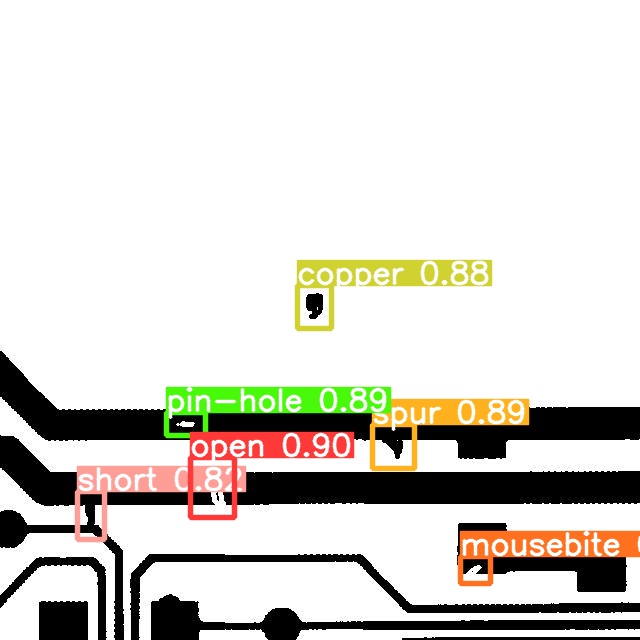 copper 0.88
pin-hole 0.89
spur 0.89
open 0.90
short 0.82
mousebite